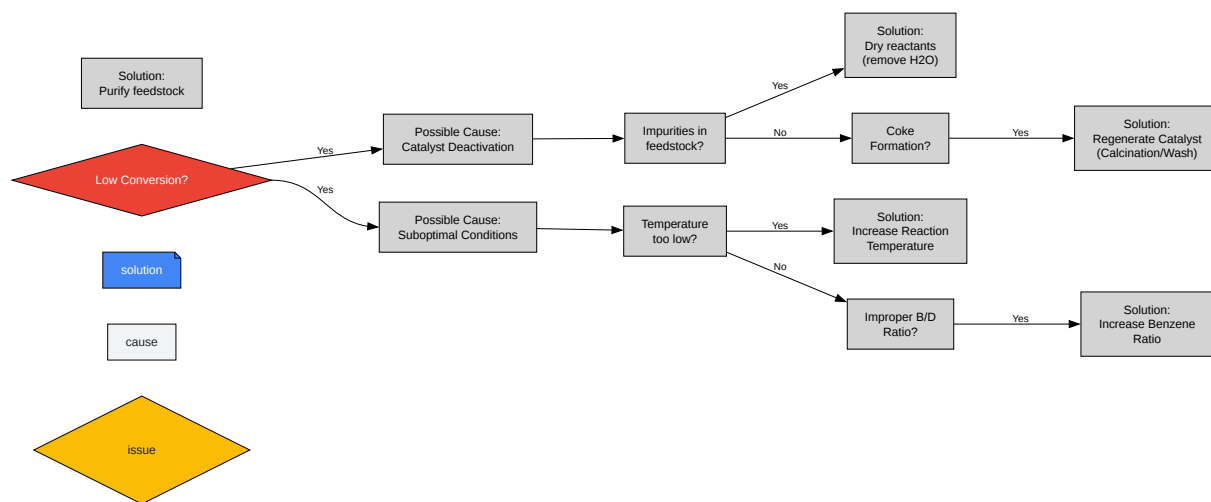 Solution:
Purify feedstock
Low Conversion?
solution
cause
issue
Yes
Yes
Possible Cause:
Catalyst Deactivation
Possible Cause:
Suboptimal Conditions
Impurities in
feedstock?
Yes
No
Temperature
too low?
Yes
No
Solution:
Dry reactants
(remove H2O)
Coke
Formation?
Yes
Solution:
Regenerate Catalyst
(Calcination/Wash)
Solution:
Increase Reaction
Temperature
Improper B/D
Ratio?
Yes
Solution:
Increase Benzene
Ratio